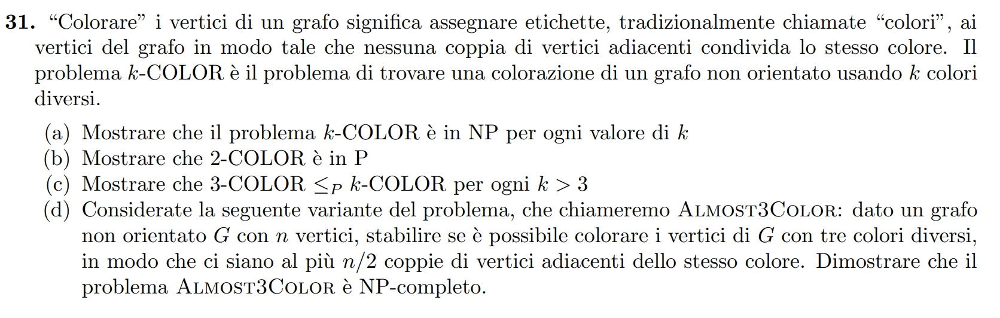 31. “Colorare” i vertici di un grafo significa assegnare etichette, tradizionalmente chiamate “colori”, ai
vertici del grafo in modo tale che nessuna coppia di vertici adiacenti condivida lo stesso colore. Il
problema k-COLOR è il problema di trovare una colorazione di un grafo non orientato usando k colori
diversi.
(a) Mostrare che il problema k-COLOR è in NP per ogni valore di k
(b) Mostrare che 2-COLOR è in P
(c) Mostrare che 3-COLOR ≤P k-COLOR per ogni k > 3
(d) Considerate la seguente variante del problema, che chiameremo ALMOST3COLOR: dato un grafo
non orientato G con n vertici, stabilire se è possibile colorare i vertici di G con tre colori diversi,
in modo che ci siano al più n/2 coppie di vertici adiacenti dello stesso colore. Dimostrare che il
problema ALMOST3COLOR è NP-completo.